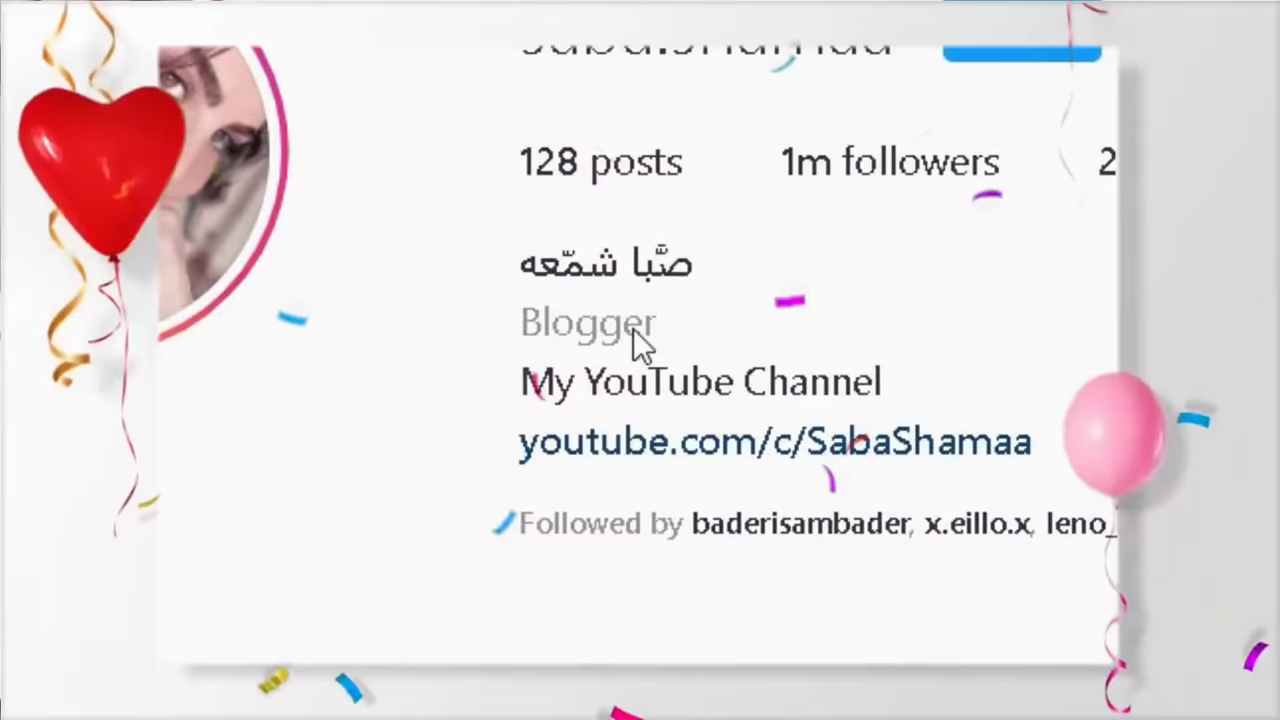 128 posts 1m followers 2
صبّا شمّعه
Blogger
My YouTube Channel
youtube.com/c/SabaShamaa
Followed by baderisambader, x.eillo.x, leno_